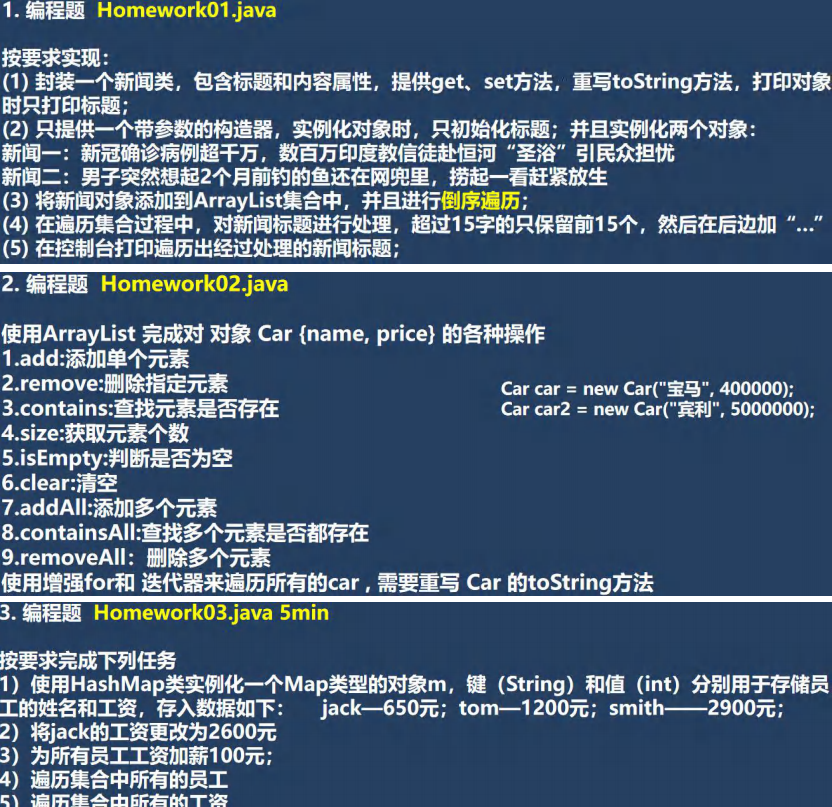 1. 编程题 Homework01.java
按要求实现：
(1) 封装一个新闻类，包含标题和内容属性，提供get、set方法，重写toString方法，打印对象
时只打印标题；
(2) 只提供一个带参数的构造器，实例化对象时，只初始化标题；并且实例化两个对象：
新闻一：新冠确诊病例超千万，数百万印度教信徒赴恒河“圣浴”引民众担忧
新闻二：男子突然想起2个月前钓的鱼还在网兜里，捞起一看赶紧放生
(3) 将新闻对象添加到ArrayList集合中，并且进行倒序遍历；
(4) 在遍历集合过程中，对新闻标题进行处理，超过15字的只保留前15个，然后在后边加“…”
(5) 在控制台打印遍历出经过处理的新闻标题；
2. 编程题 Homework02.java
使用ArrayList 完成对 对象 Car {name, price} 的各种操作
1.add:添加单个元素
2.remove:删除指定元素
3.contains:查找元素是否存在
4.size:获取元素个数
5.isEmpty:判断是否为空
6.clear:清空
7.addAll:添加多个元素
8.containsAll:查找多个元素是否都存在
9.removeAll：删除多个元素
使用增强for和 迭代器来遍历所有的car , 需要重写 Car 的toString方法
Car car = new Car("宝马", 400000);
Car car2 = new Car("宾利", 5000000);
3. 编程题 Homework03.java 5min
按要求完成下列任务
1）使用HashMap类实例化一个Map类型的对象m，键（String）和值（int）分别用于存储员
工的姓名和工资，存入数据如下： jack—650元；tom—1200元；smith——2900元；
2）将jack的工资更改为2600元
3）为所有员工工资加薪100元；
4）遍历集合中所有的员工
5）遍历集合中所有的工资